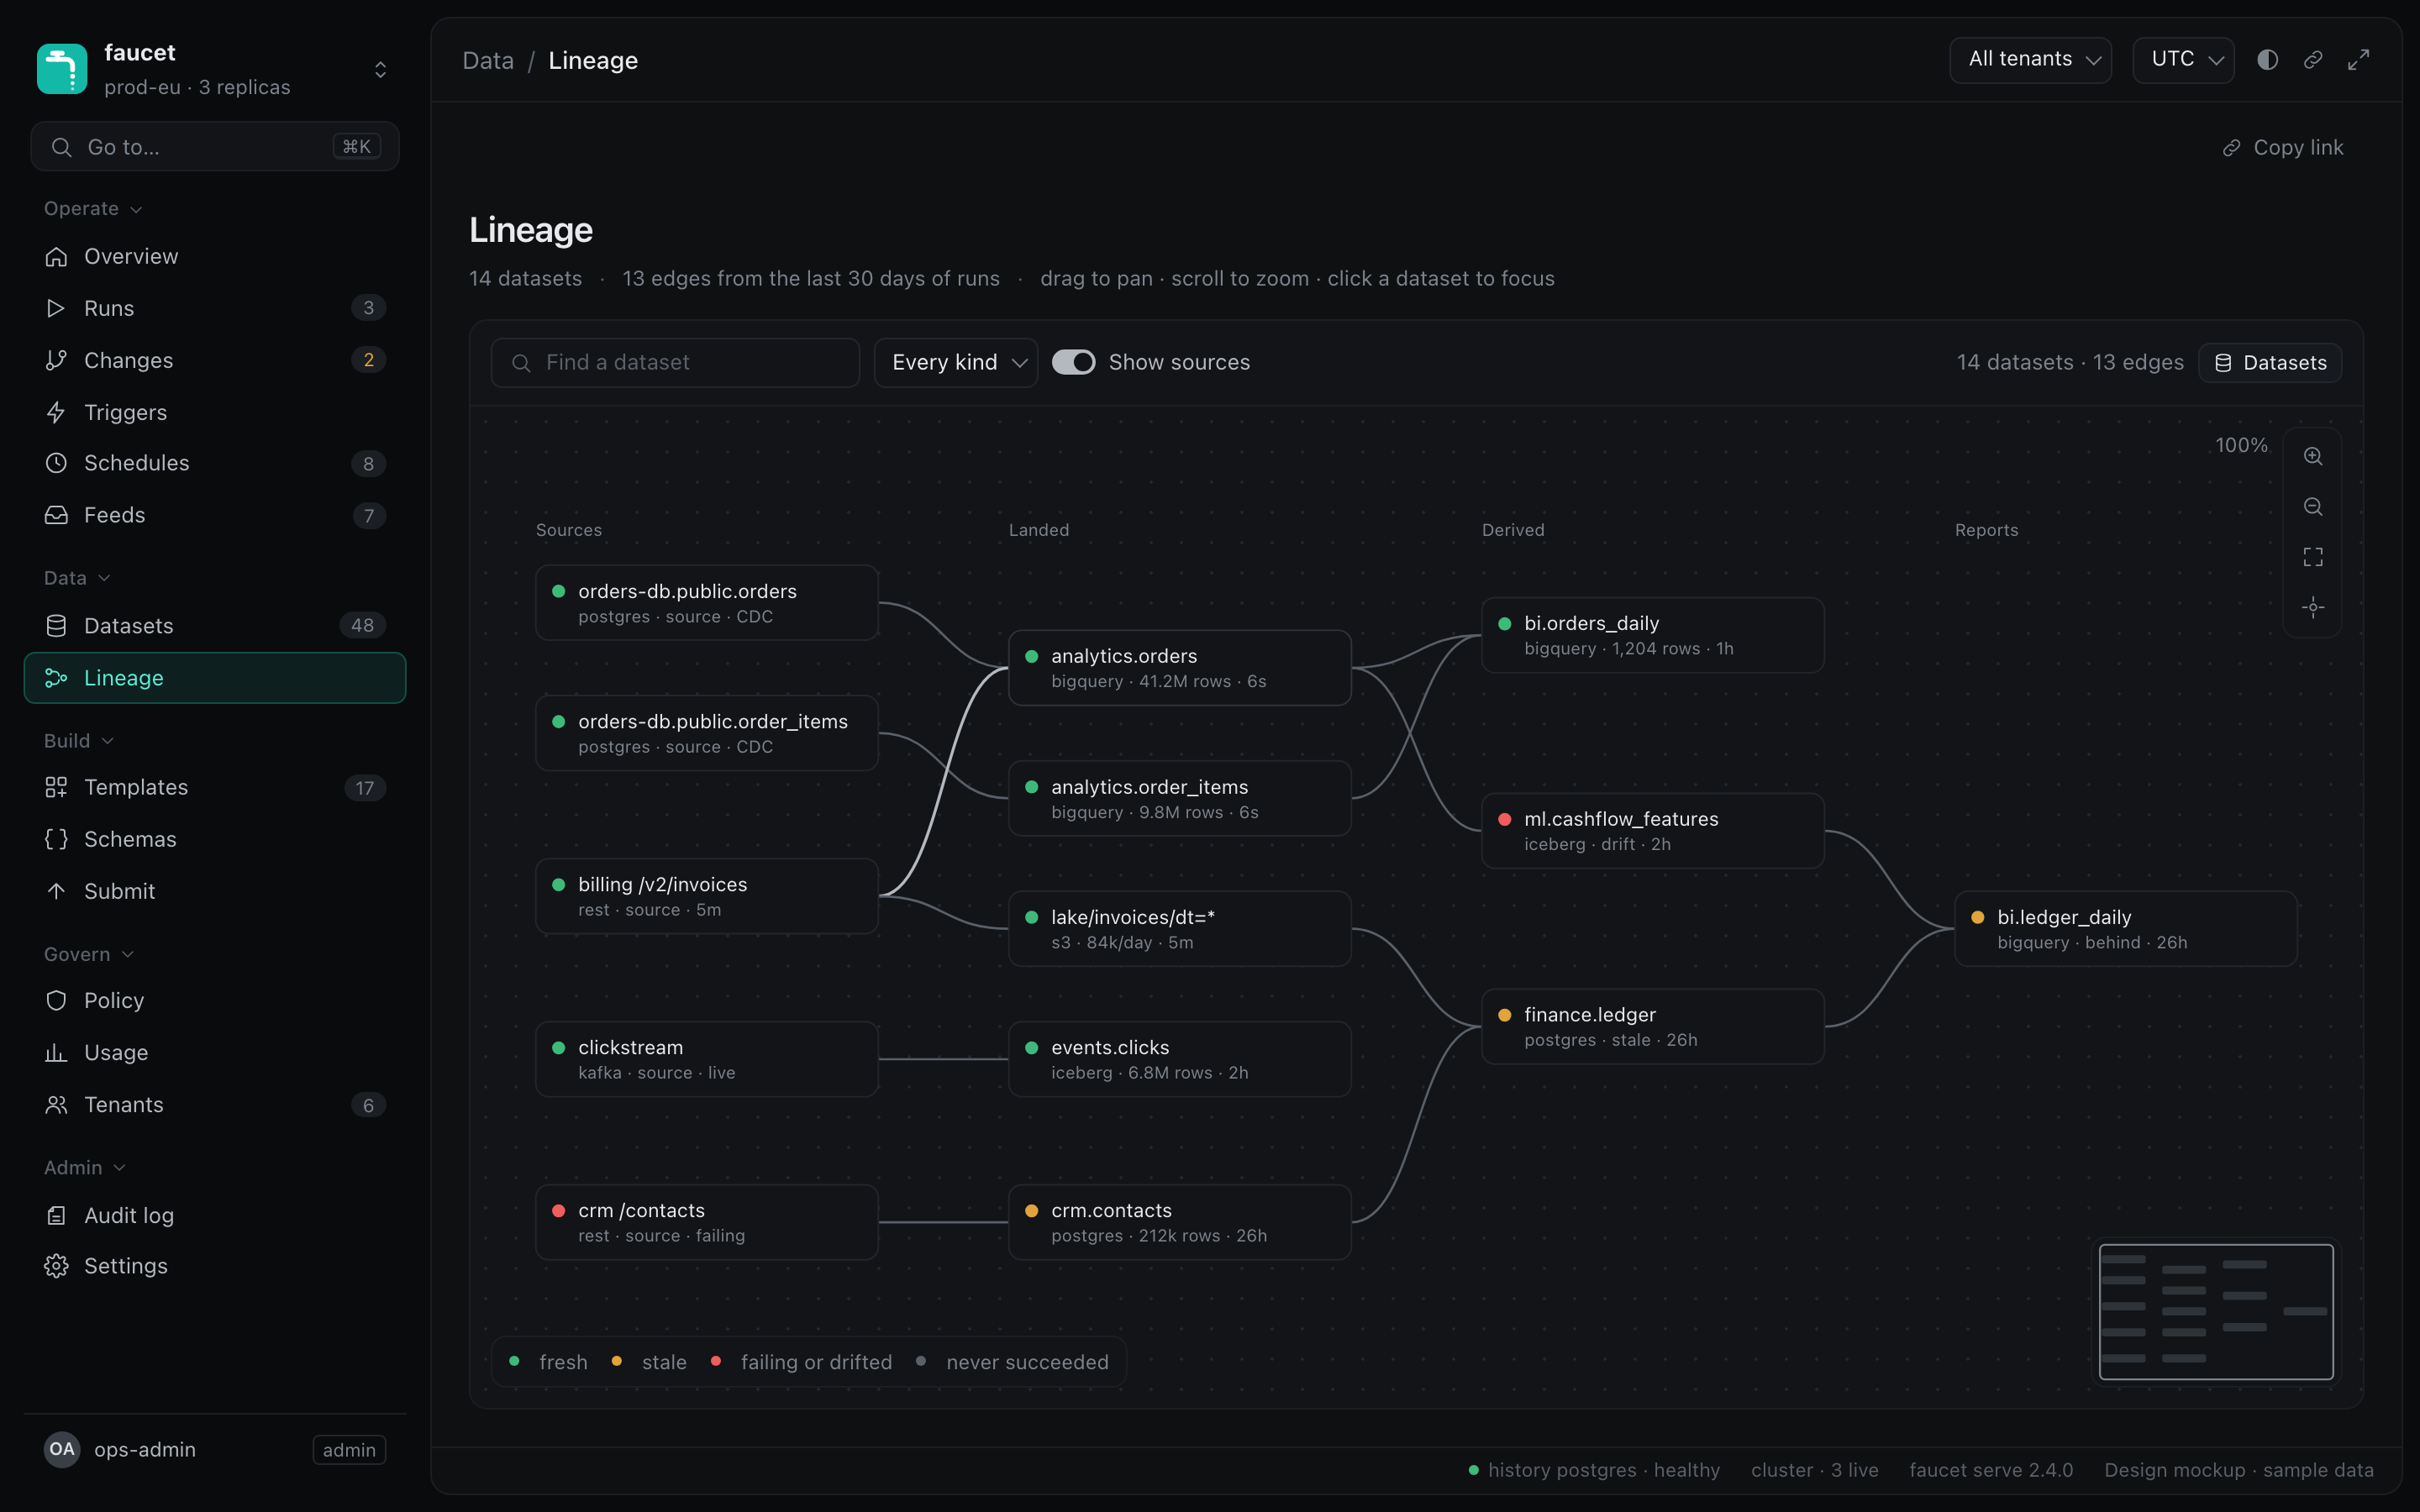 faucet
prod-eu · 3 replicas
Go to...
⌘K
Operate
Overview
Runs 3
Changes 2
Triggers
Schedules 8
Feeds 7
Data
Datasets 48
Lineage
Build
Templates 17
Schemas
Submit
Govern
Policy
Usage
Tenants 6
Admin
Audit log
Settings
OA ops-admin admin
Data / Lineage
All tenants
UTC
Copy link
Lineage
14 datasets · 13 edges from the last 30 days of runs · drag to pan · scroll to zoom · click a dataset to focus
Find a dataset
Every kind
Show sources
14 datasets · 13 edges
Datasets
100%
Sources
orders-db.public.orders
postgres · source · CDC
orders-db.public.order_items
postgres · source · CDC
billing /v2/invoices
rest · source · 5m
clickstream
kafka · source · live
crm /contacts
rest · source · failing
Landed
analytics.orders
bigquery · 41.2M rows · 6s
analytics.order_items
bigquery · 9.8M rows · 6s
lake/invoices/dt=*
s3 · 84k/day · 5m
events.clicks
iceberg · 6.8M rows · 2h
crm.contacts
postgres · 212k rows · 26h
Derived
bi.orders_daily
bigquery · 1,204 rows · 1h
ml.cashflow_features
iceberg · drift · 2h
finance.ledger
postgres · stale · 26h
Reports
bi.ledger_daily
bigquery · behind · 26h
fresh stale failing or drifted never succeeded
history postgres · healthy cluster · 3 live faucet serve 2.4.0 Design mockup · sample data